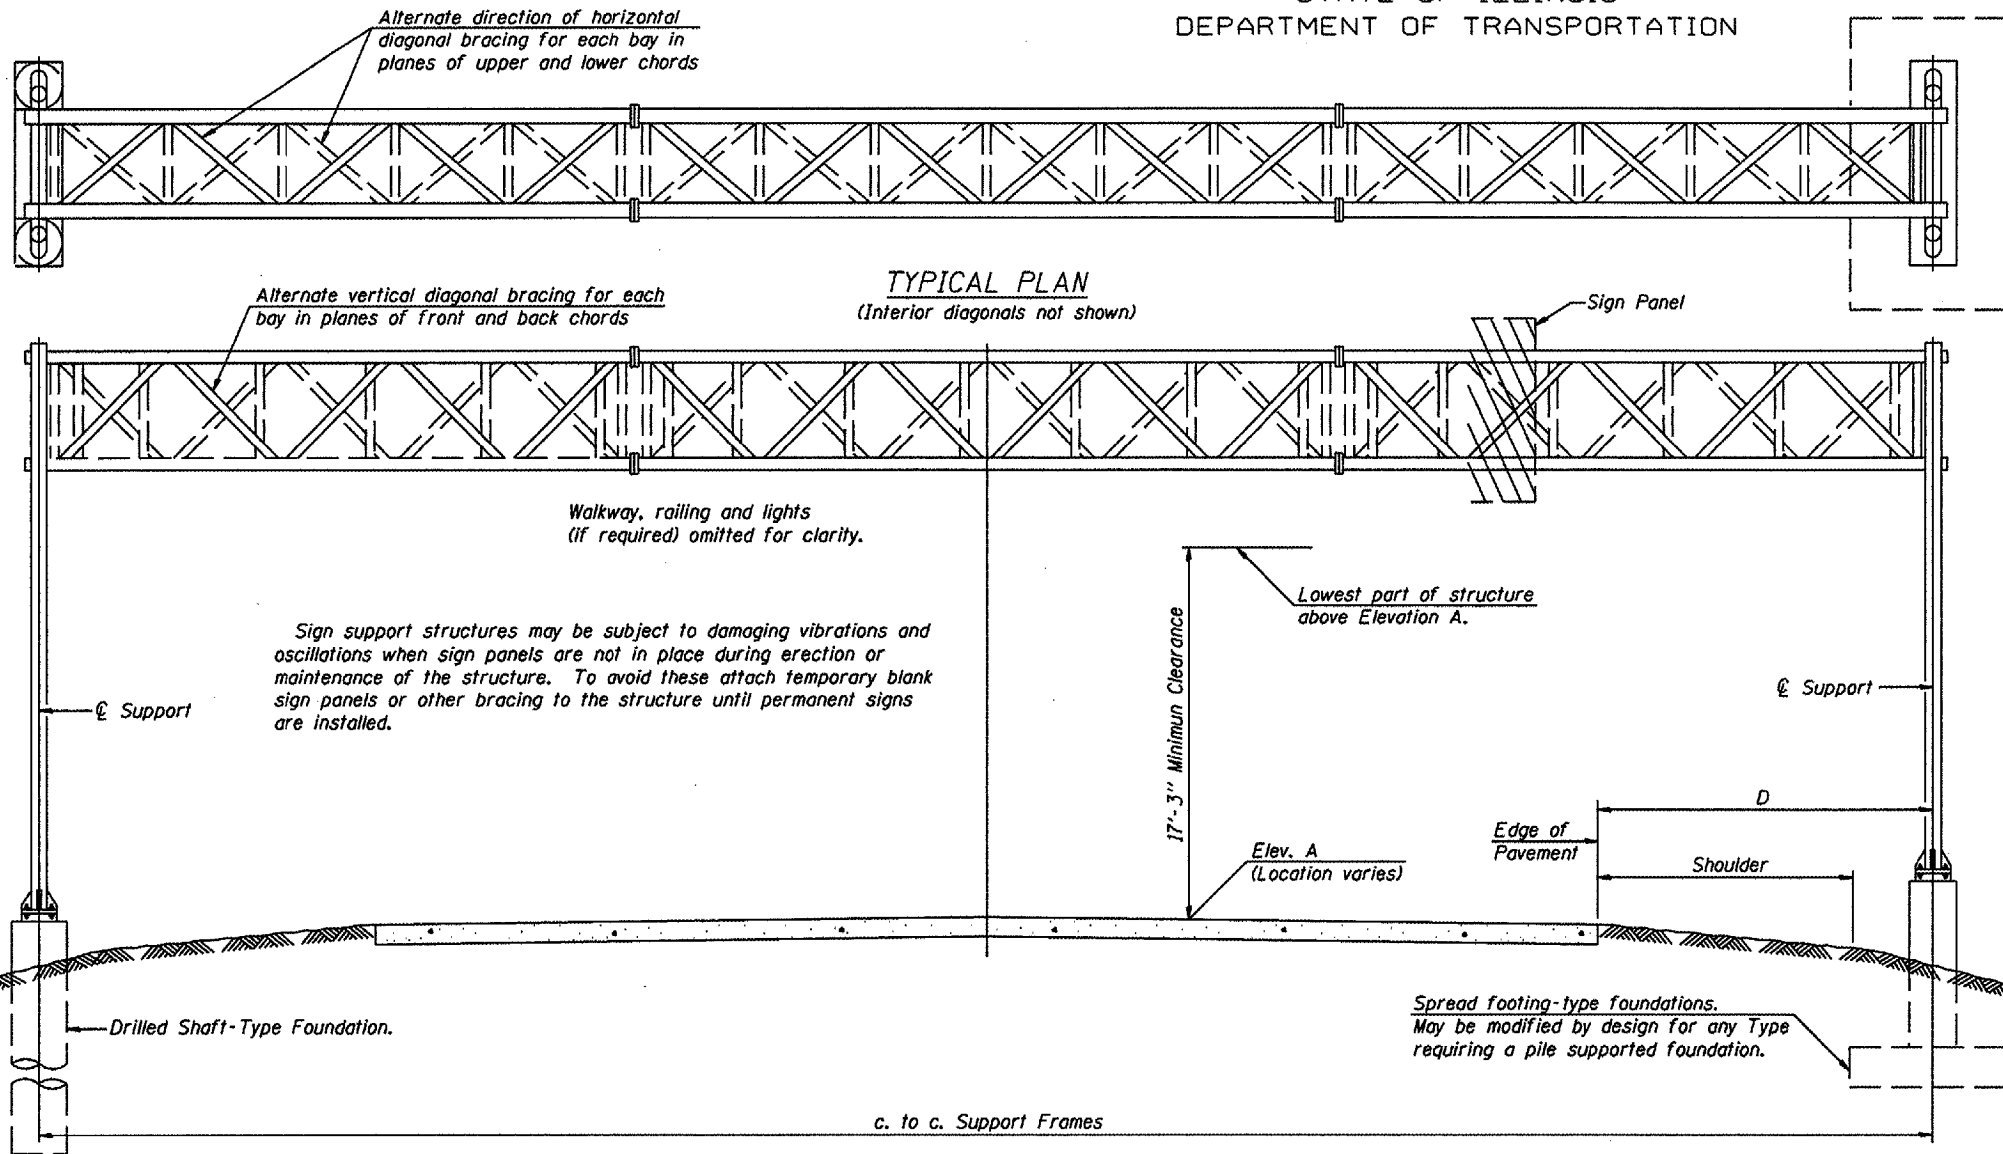 STATE OF ILLINOIS
DEPARTMENT OF TRANSPORTATION
Alternate direction of horizontal
diagonal bracing for each bay in
planes of upper and lower chords
TYPICAL PLAN
(Interior diagonals not shown)
Alternate vertical diagonal bracing for each
bay in planes of front and back chords
Sign Panel
Walkway, railing and lights
(if required) omitted for clarity.
Lowest part of structure
above Elevation A.
17'-3" Minimun Clearance
Sign support structures may be subject to damaging vibrations and
oscillations when sign panels are not in place during erection or
maintenance of the structure. To avoid these attach temporary blank
sign panels or other bracing to the structure until permanent signs
are installed.
℄ Support
℄ Support
D
Edge of
Pavement
Shoulder
Elev. A
(Location varies)
Drilled Shaft-Type Foundation.
Spread footing-type foundations.
May be modified by design for any Type
requiring a pile supported foundation.
c. to c. Support Frames